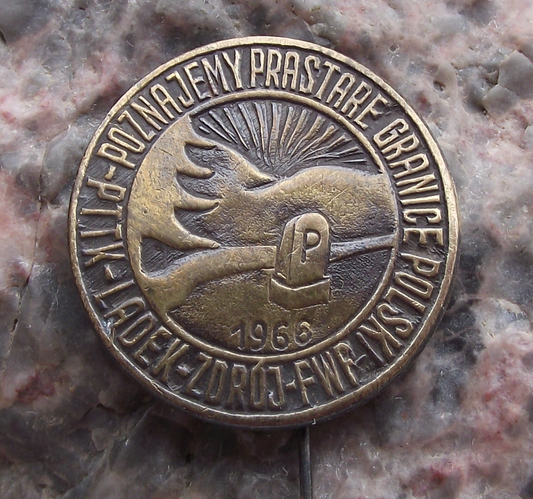 POZNAJEMY PRASTARE GRANICE POLSKI-FWP-LĄDEK-ZDRÓJ-PTTK-
P
1966